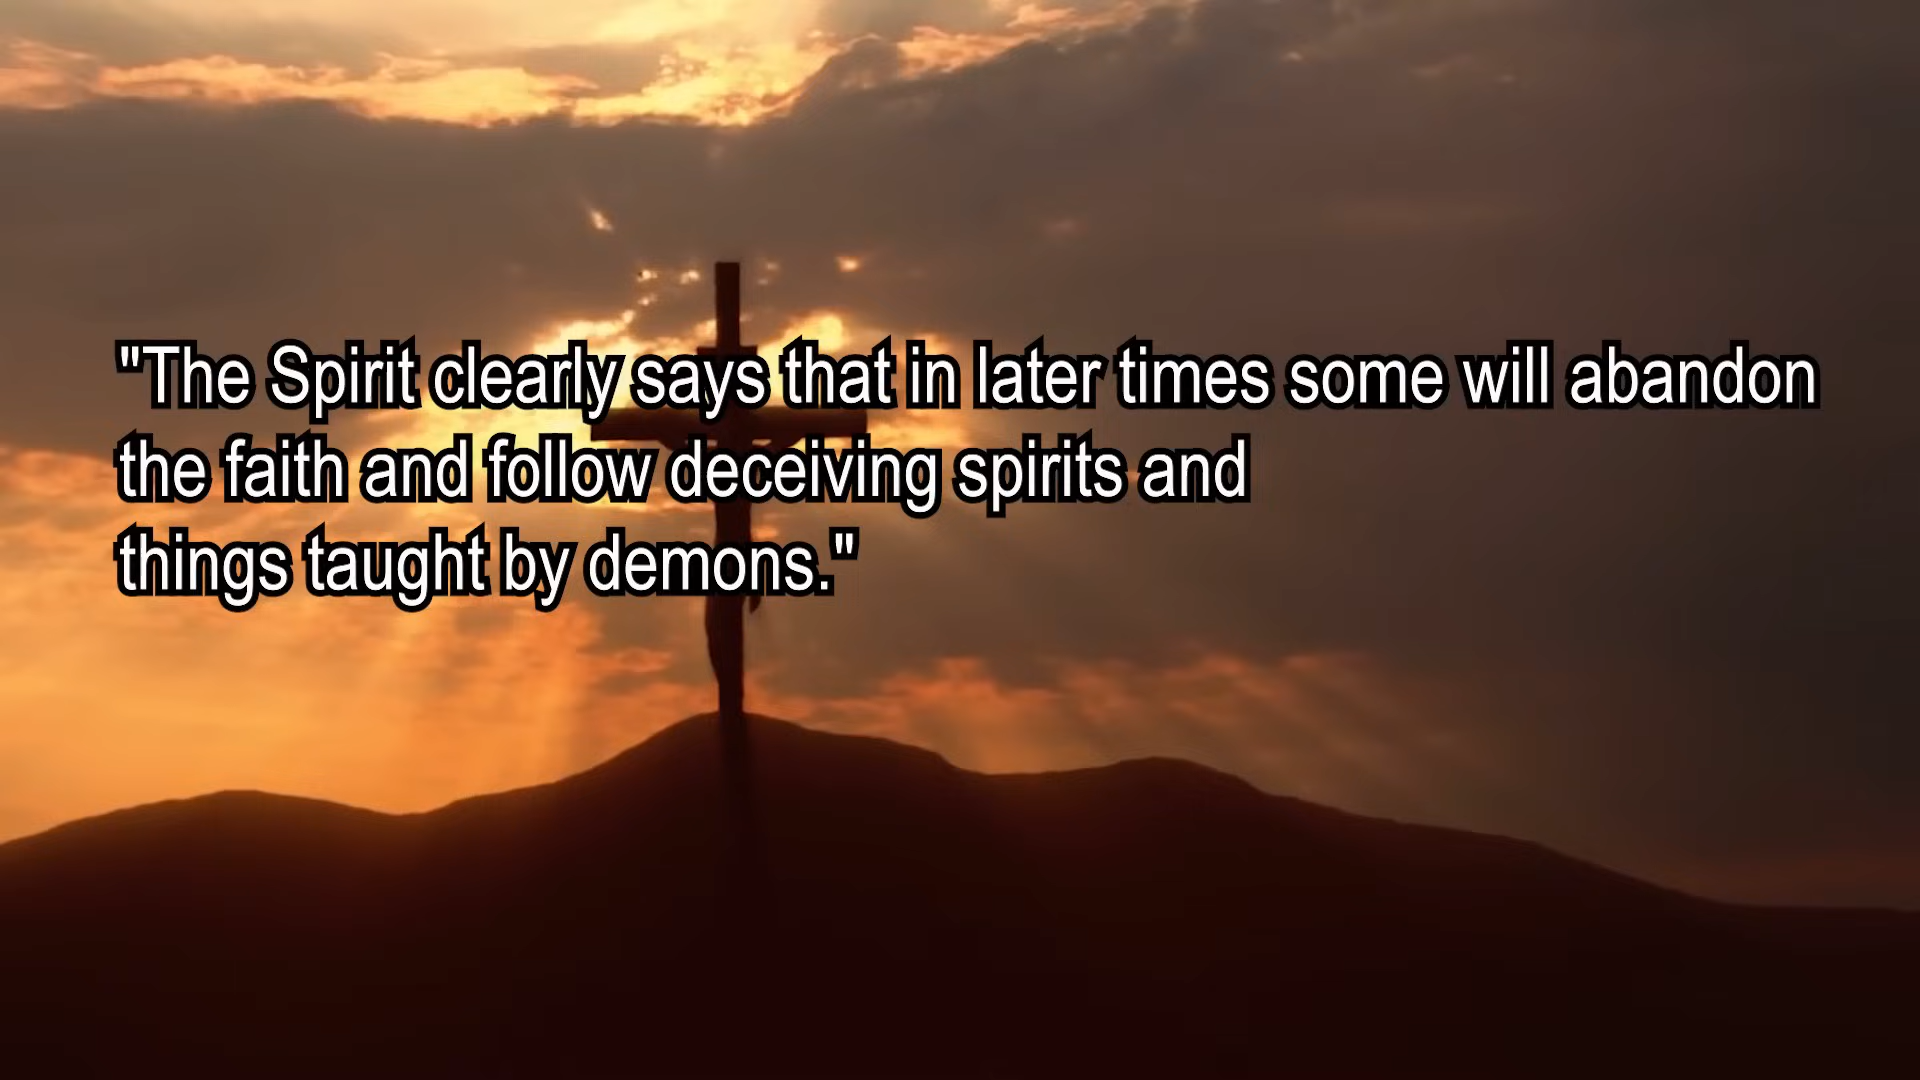 "The Spirit clearly says that in later times some will abandon
the faith and follow deceiving spirits and
things taught by demons."